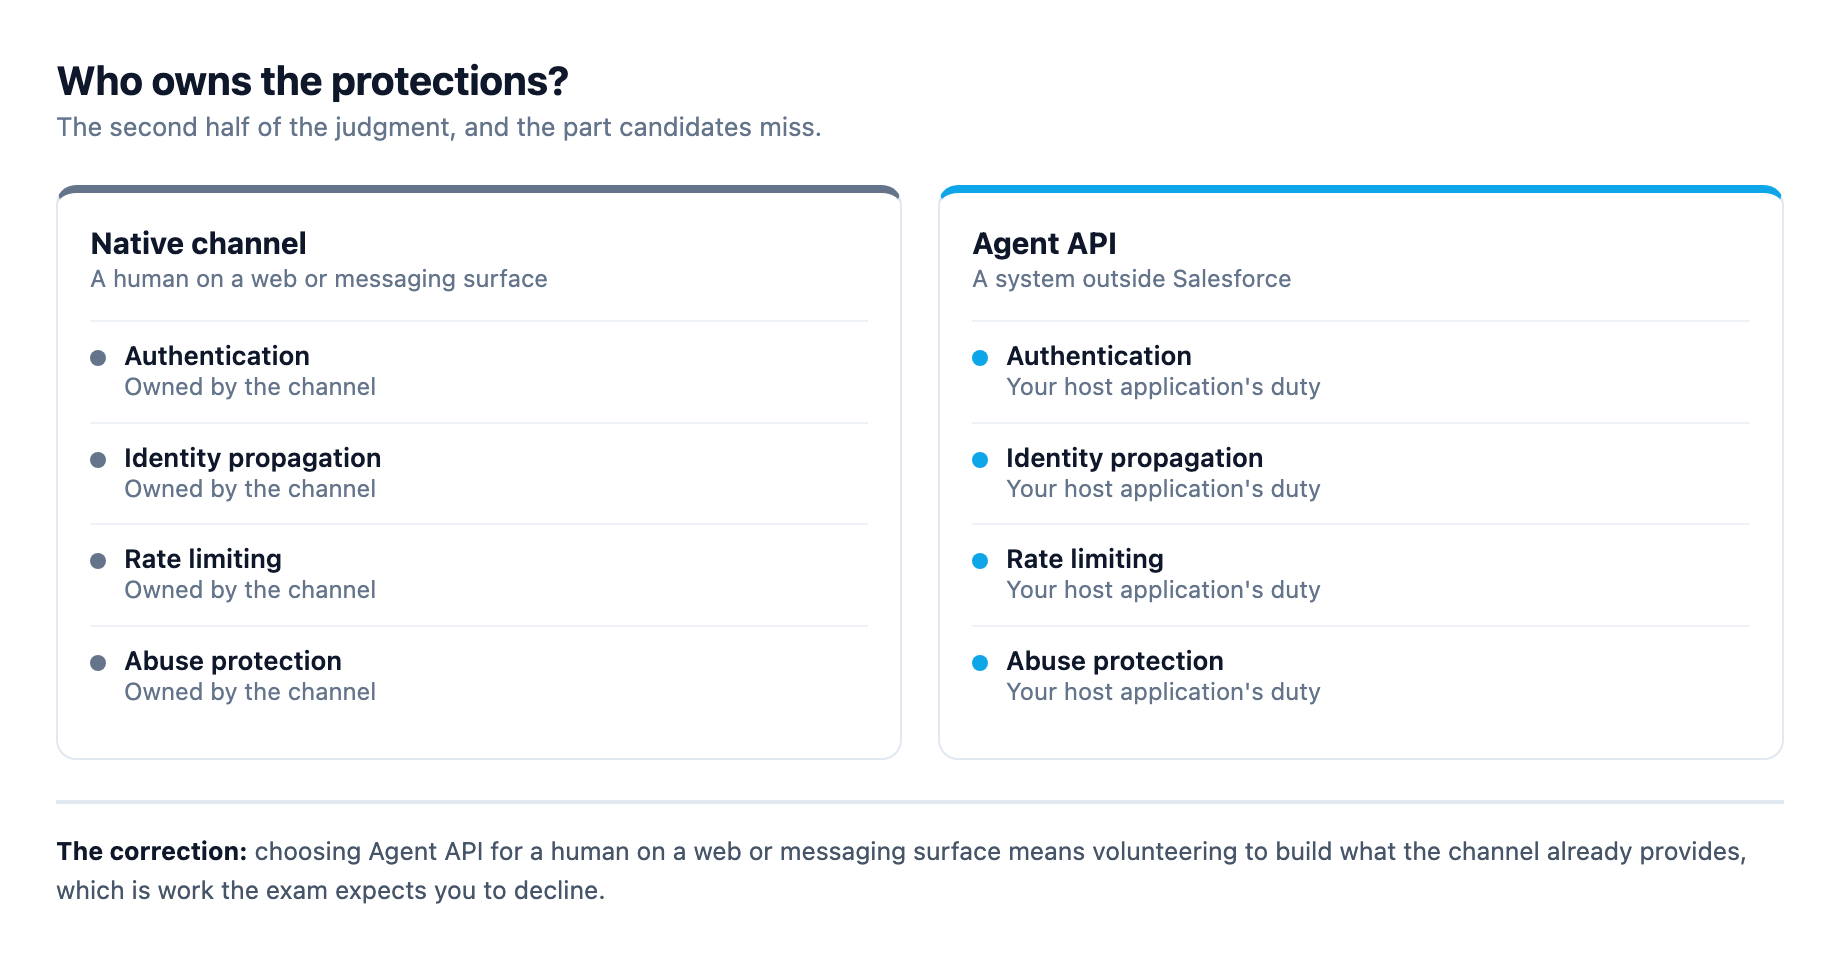 Who owns the protections?
The second half of the judgment, and the part candidates miss.
Native channel
A human on a web or messaging surface
Authentication
Owned by the channel
Identity propagation
Owned by the channel
Rate limiting
Owned by the channel
Abuse protection
Owned by the channel
Agent API
A system outside Salesforce
Authentication
Your host application's duty
Identity propagation
Your host application's duty
Rate limiting
Your host application's duty
Abuse protection
Your host application's duty
The correction: choosing Agent API for a human on a web or messaging surface means volunteering to build what the channel already provides,
which is work the exam expects you to decline.